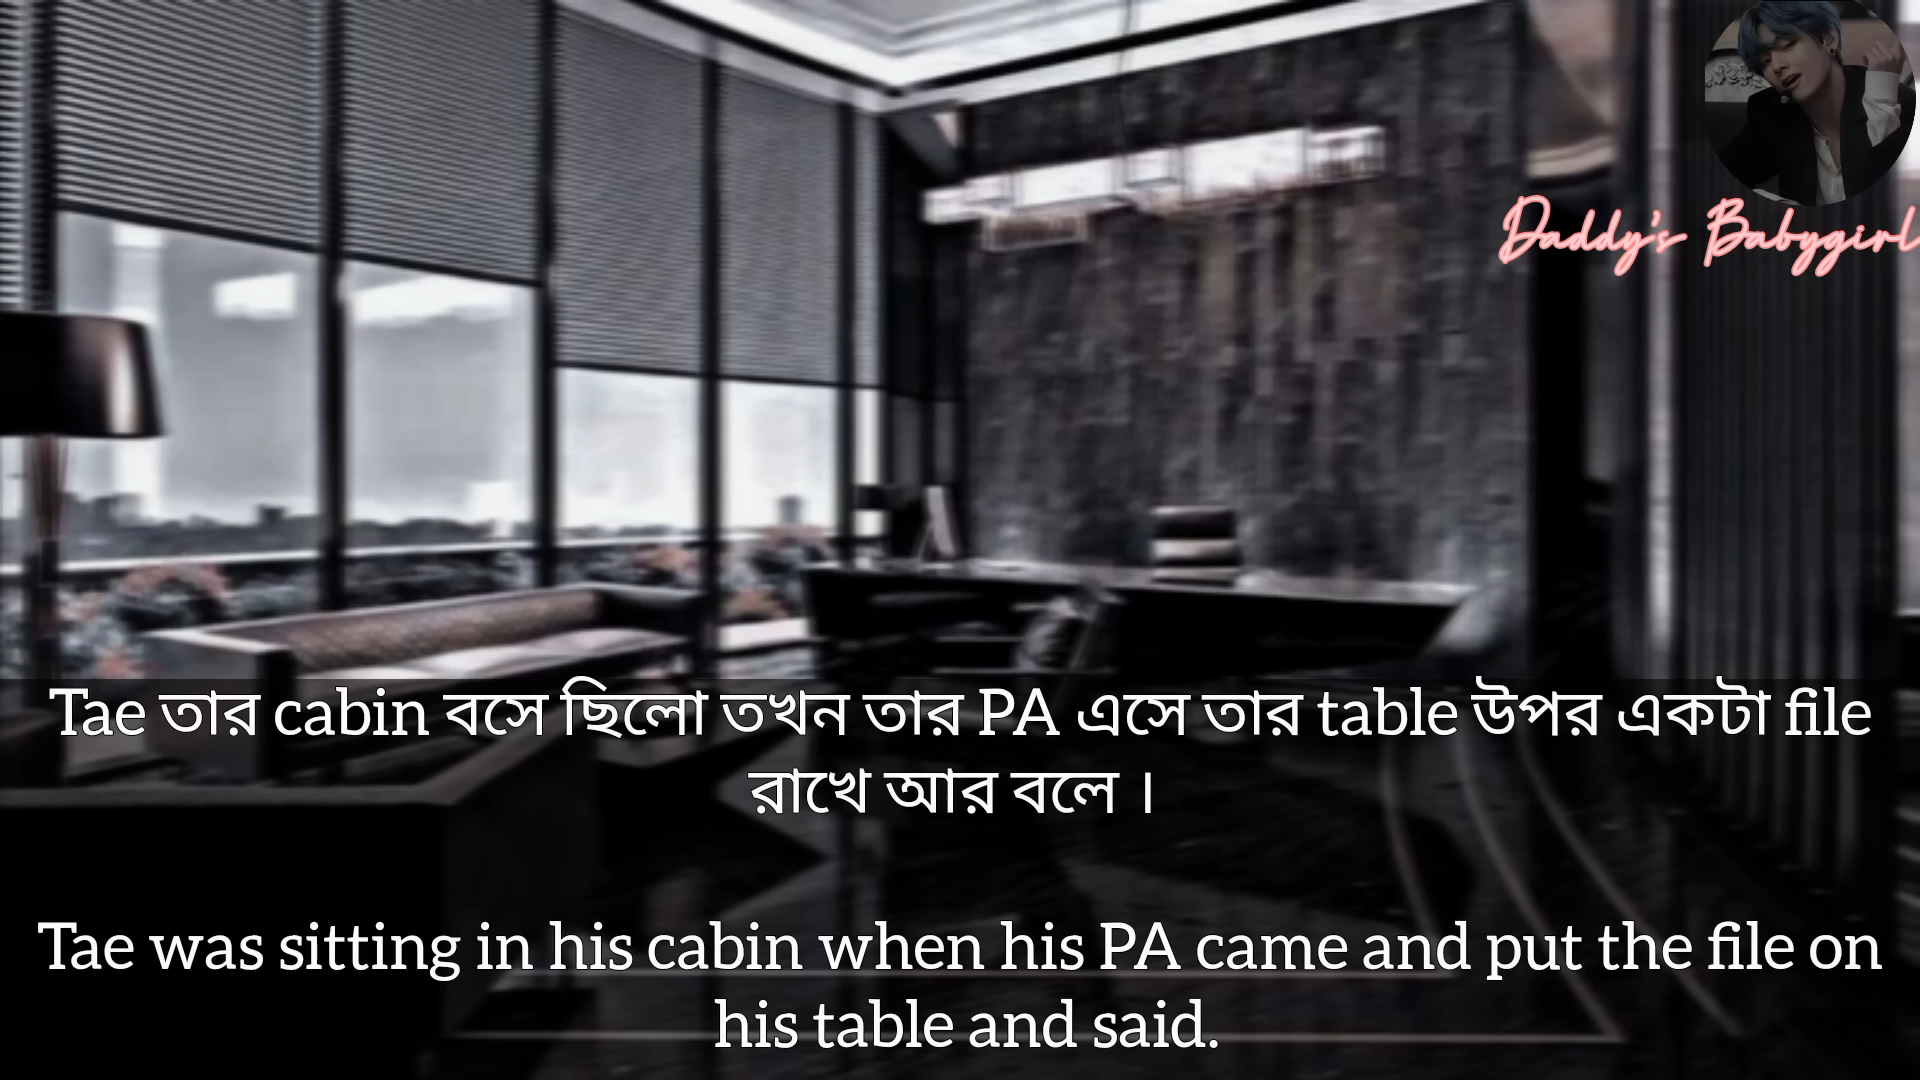 Daddy's Babygirl
Tae তার cabin বসে ছিলো তখন তার PA এসে তার table উপর একটা file
রাখে আর বলে ।
Tae was sitting in his cabin when his PA came and put the file on
his table and said.